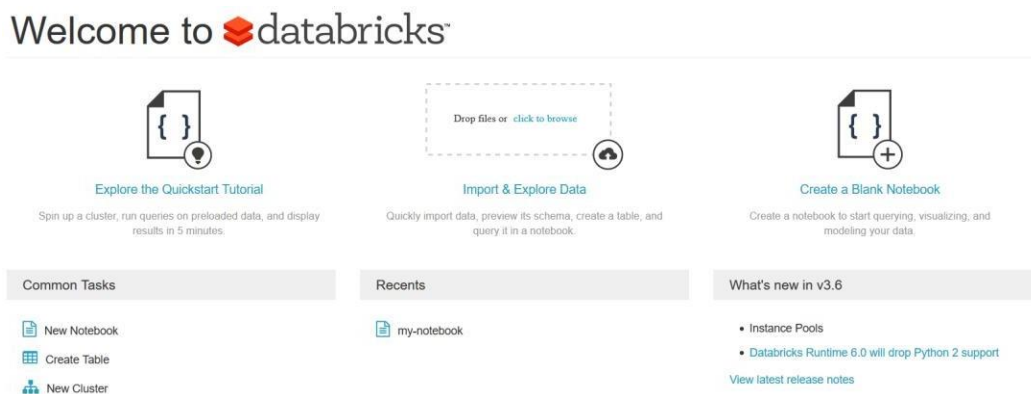 Welcome to databricks™
{ }
Drop files or click to browse
{ }
Explore the Quickstart Tutorial
Spin up a cluster, run queries on preloaded data, and display
results in 5 minutes.
Import & Explore Data
Quickly import data, preview its schema, create a table, and
query it in a notebook.
Create a Blank Notebook
Create a notebook to start querying, visualizing, and
modeling your data.
Common Tasks
New Notebook
Create Table
New Cluster
Recents
my-notebook
What's new in v3.6
• Instance Pools
• Databricks Runtime 6.0 will drop Python 2 support
View latest release notes